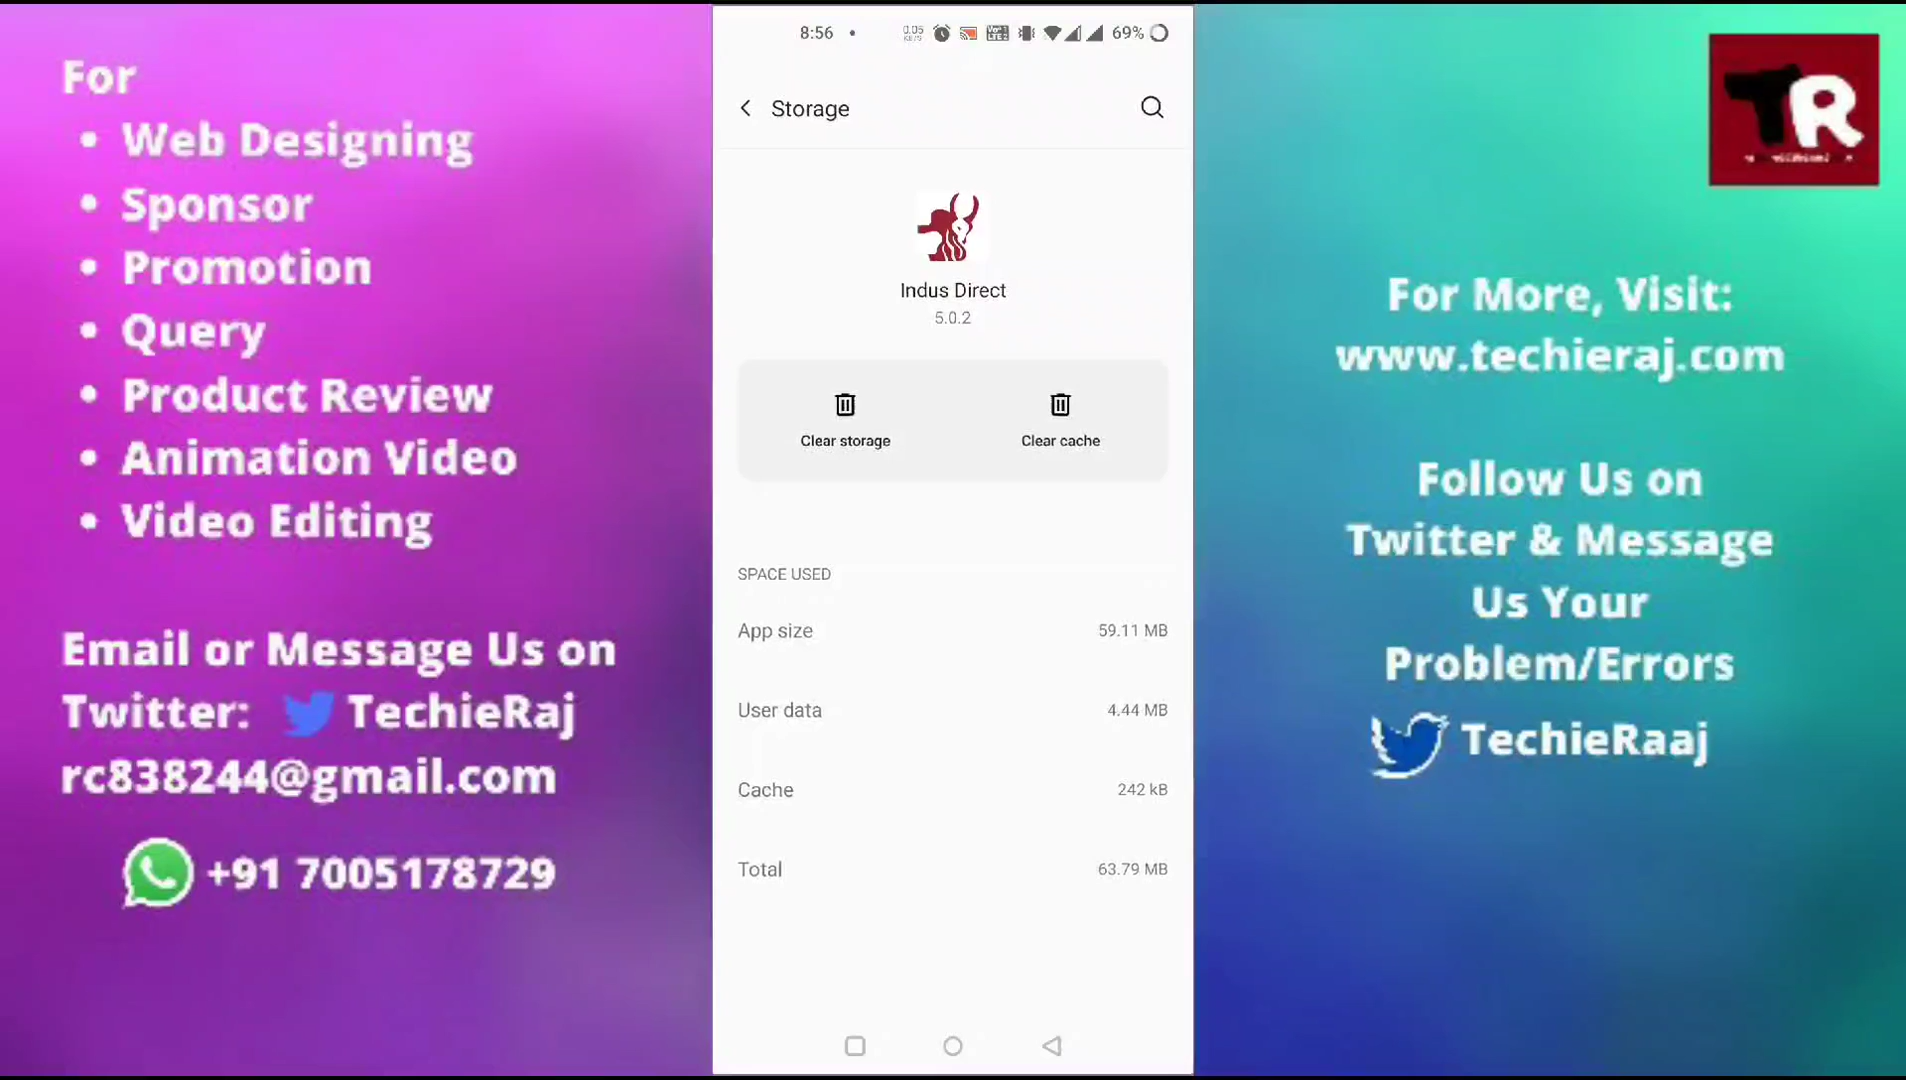 For
• Web Designing
• Sponsor
• Promotion
• Query
• Product Review
• Animation Video
• Video Editing
Email or Message Us on
Twitter: TechieRaj
rc838244@gmail.com
+91 7005178729
8:56
0.05
KB/S
69%
Storage
Indus Direct
5.0.2
Clear storage
Clear cache
SPACE USED
App size 59.11 MB
User data 4.44 MB
Cache 242 kB
Total 63.79 MB
TR
For More, Visit:
www.techieraj.com
Follow Us on
Twitter & Message
Us Your
Problem/Errors
TechieRaaj